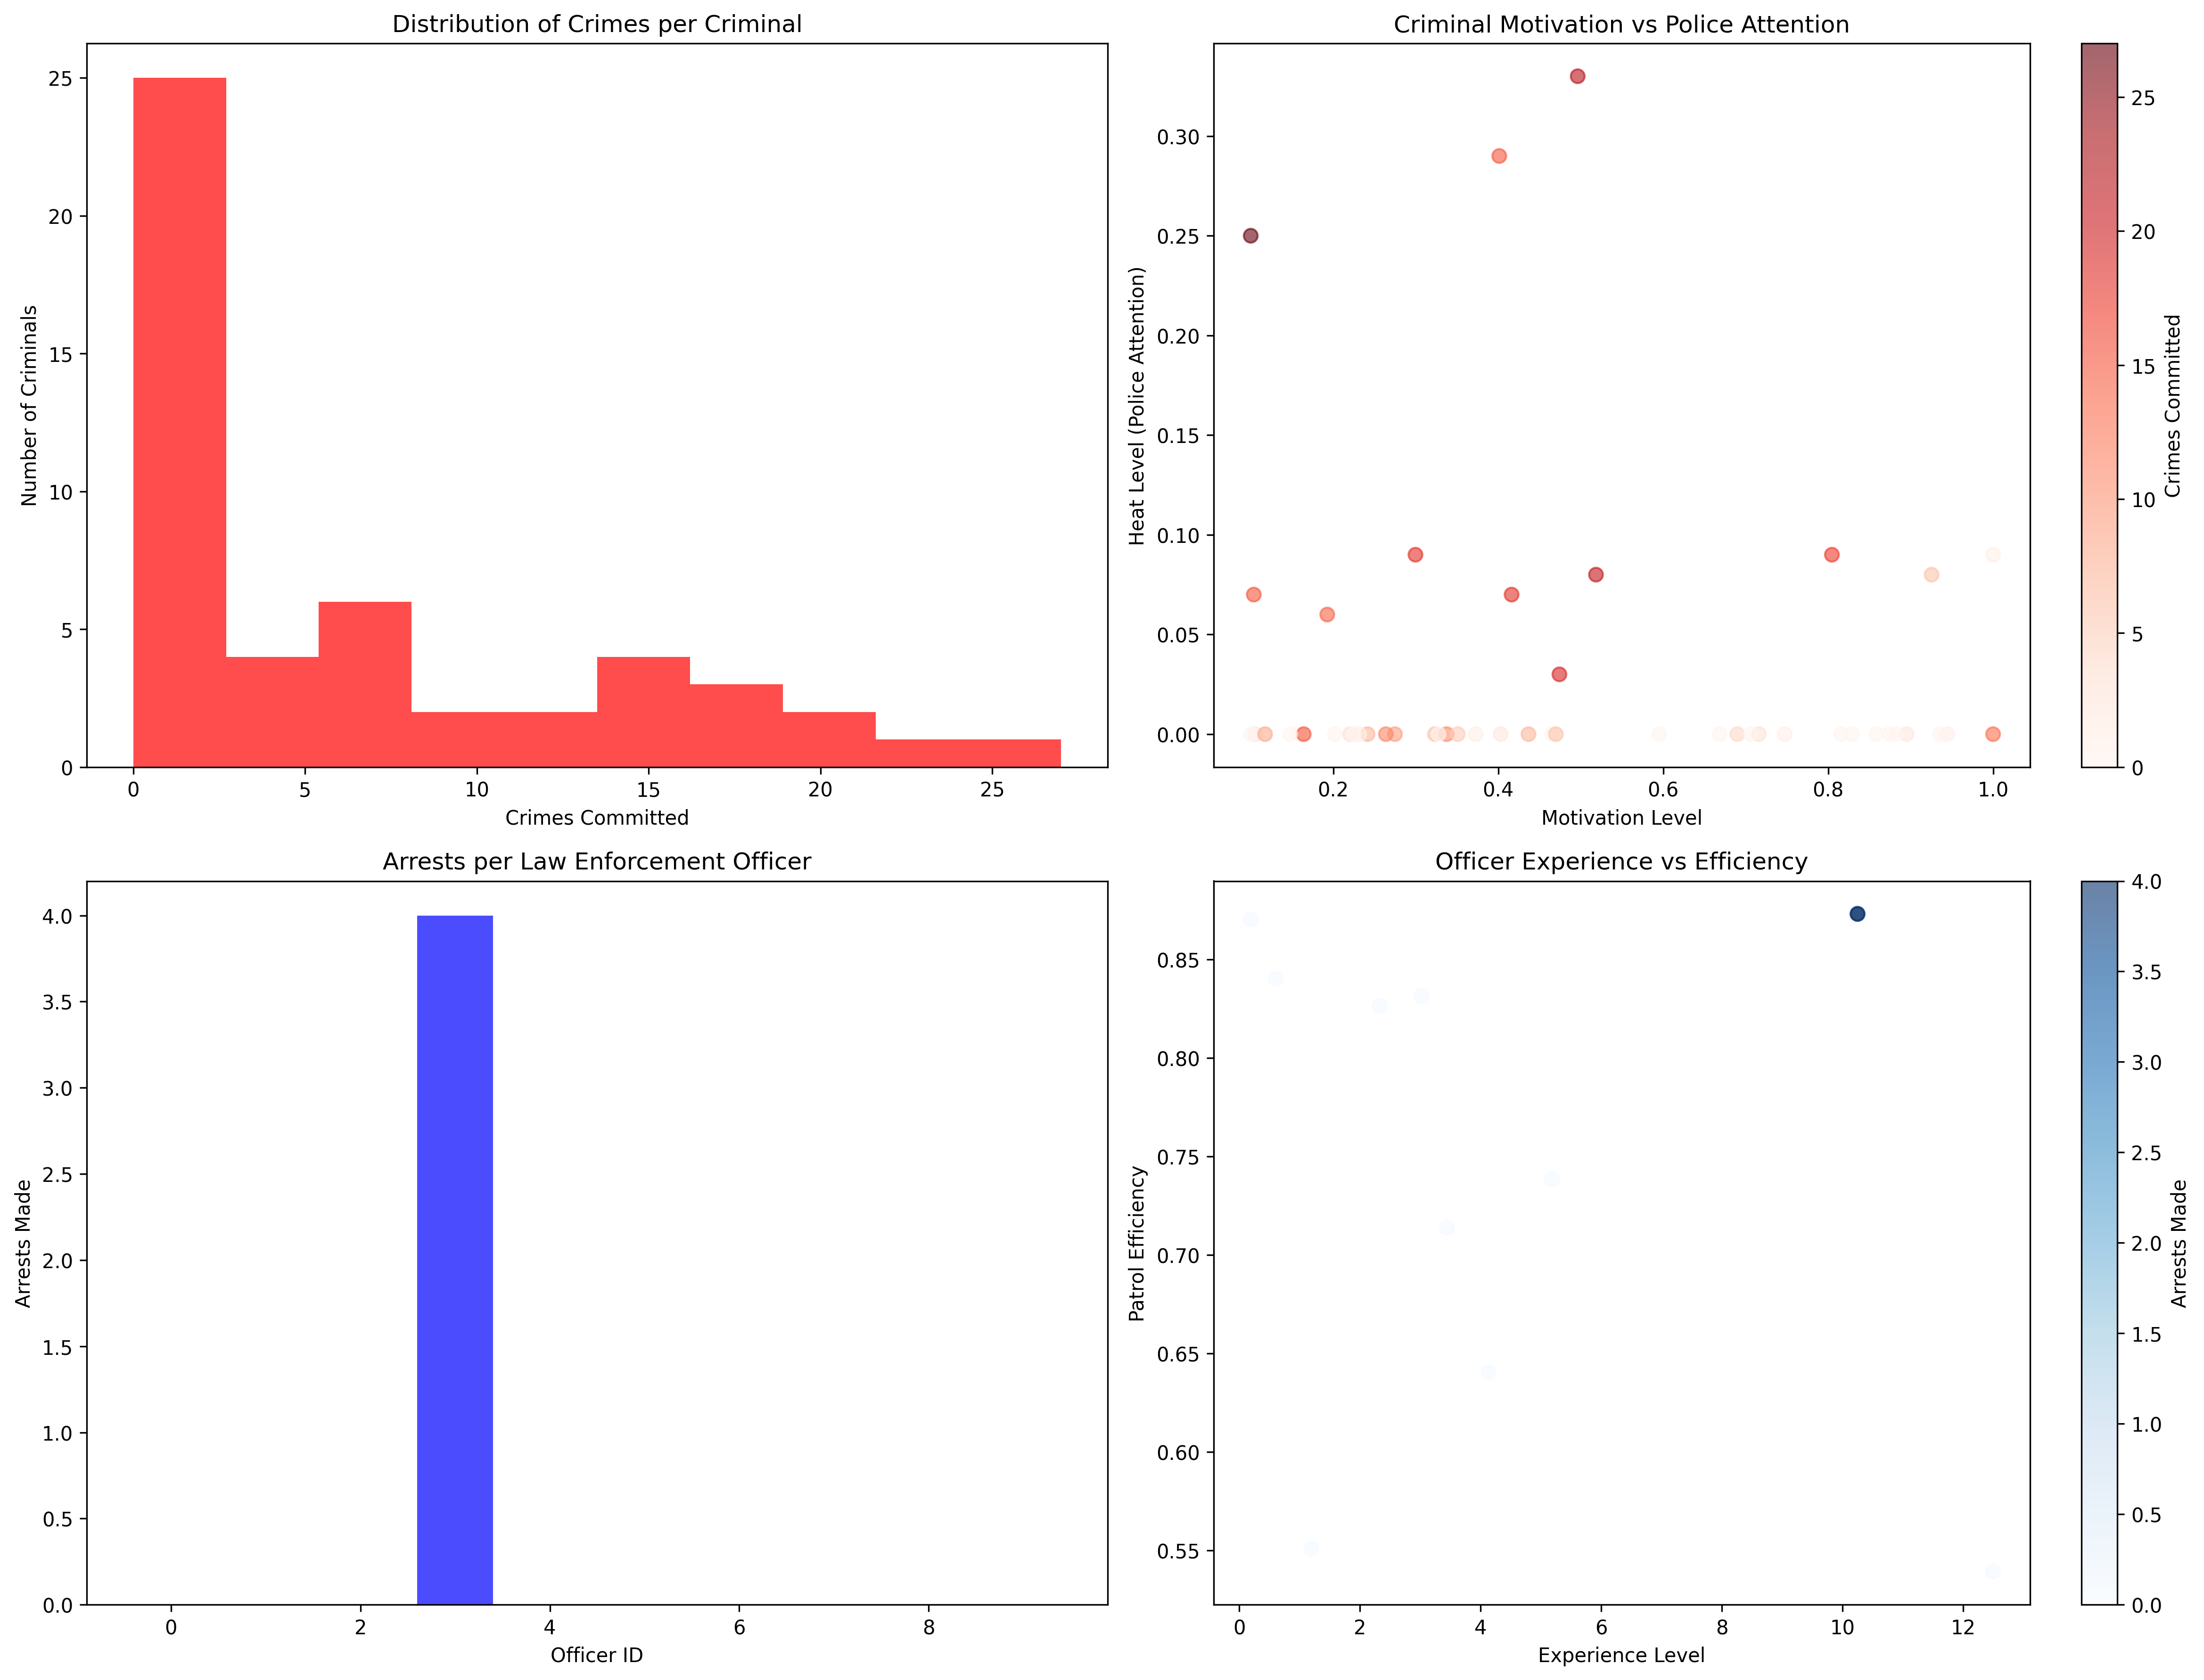 Distribution of Crimes per Criminal
25
20
15
10
5
0
Number of Criminals
0 5 10 15 20 25
Crimes Committed
Criminal Motivation vs Police Attention
0.30
0.25
0.20
0.15
0.10
0.05
0.00
Heat Level (Police Attention)
0.2 0.4 0.6 0.8 1.0
Motivation Level
25
20
15
10
5
0
Crimes Committed
Arrests per Law Enforcement Officer
4.0
3.5
3.0
2.5
2.0
1.5
1.0
0.5
0.0
Arrests Made
0 2 4 6 8
Officer ID
Officer Experience vs Efficiency
0.85
0.80
0.75
0.70
0.65
0.60
0.55
Patrol Efficiency
0 2 4 6 8 10 12
Experience Level
4.0
3.5
3.0
2.5
2.0
1.5
1.0
0.5
0.0
Arrests Made